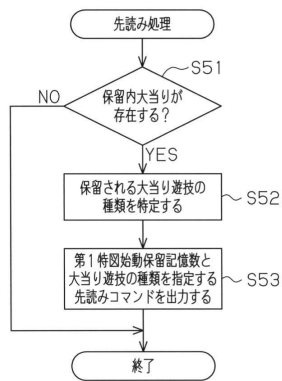 先読み処理
S51
保留内大当りが
存在する?
NO
YES
保留される大当り遊技の
種類を特定する
S52
第1特図始動保留記憶数と
大当り遊技の種類を指定する
先読みコマンドを出力する
S53
終了